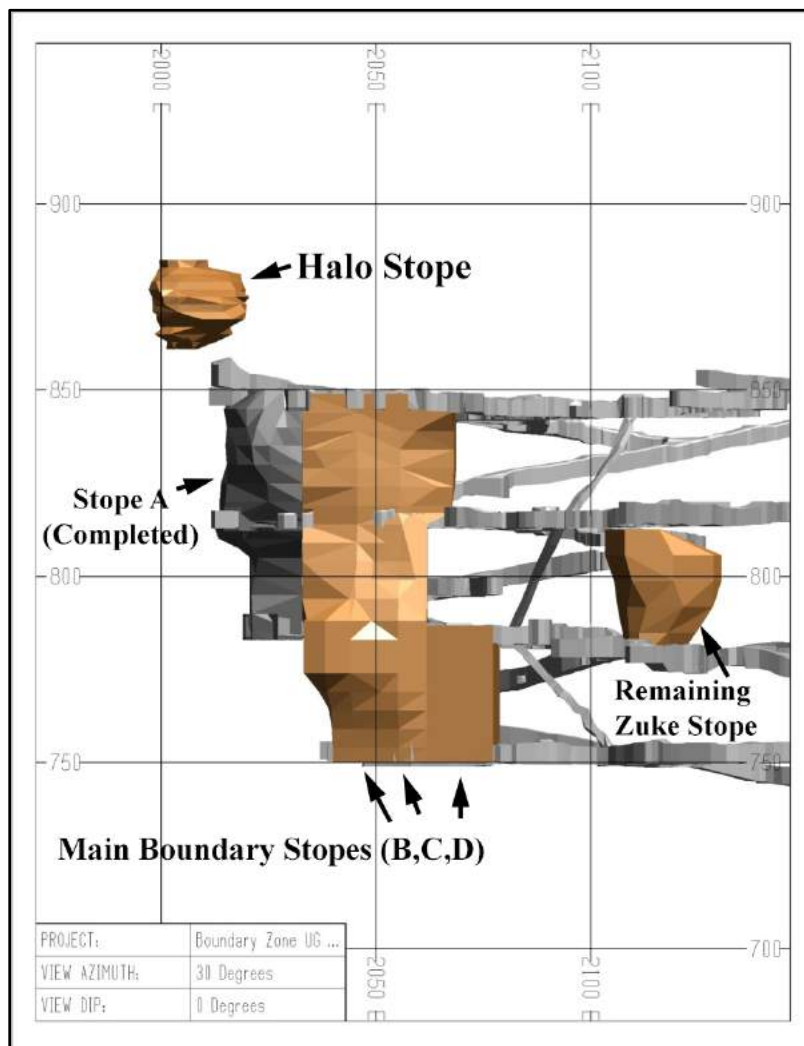 2000 E
2050 E
2100 E
900
900
Halo Stope
850
850
Stope A
(Completed)
800
800
Remaining
Zuke Stope
750
750
Main Boundary Stopes (B,C,D)
PROJECT: Boundary Zone UG ...
VIEW AZIMUTH: 30 Degrees
VIEW DIP: 0 Degrees
700
2050 E
2100 E